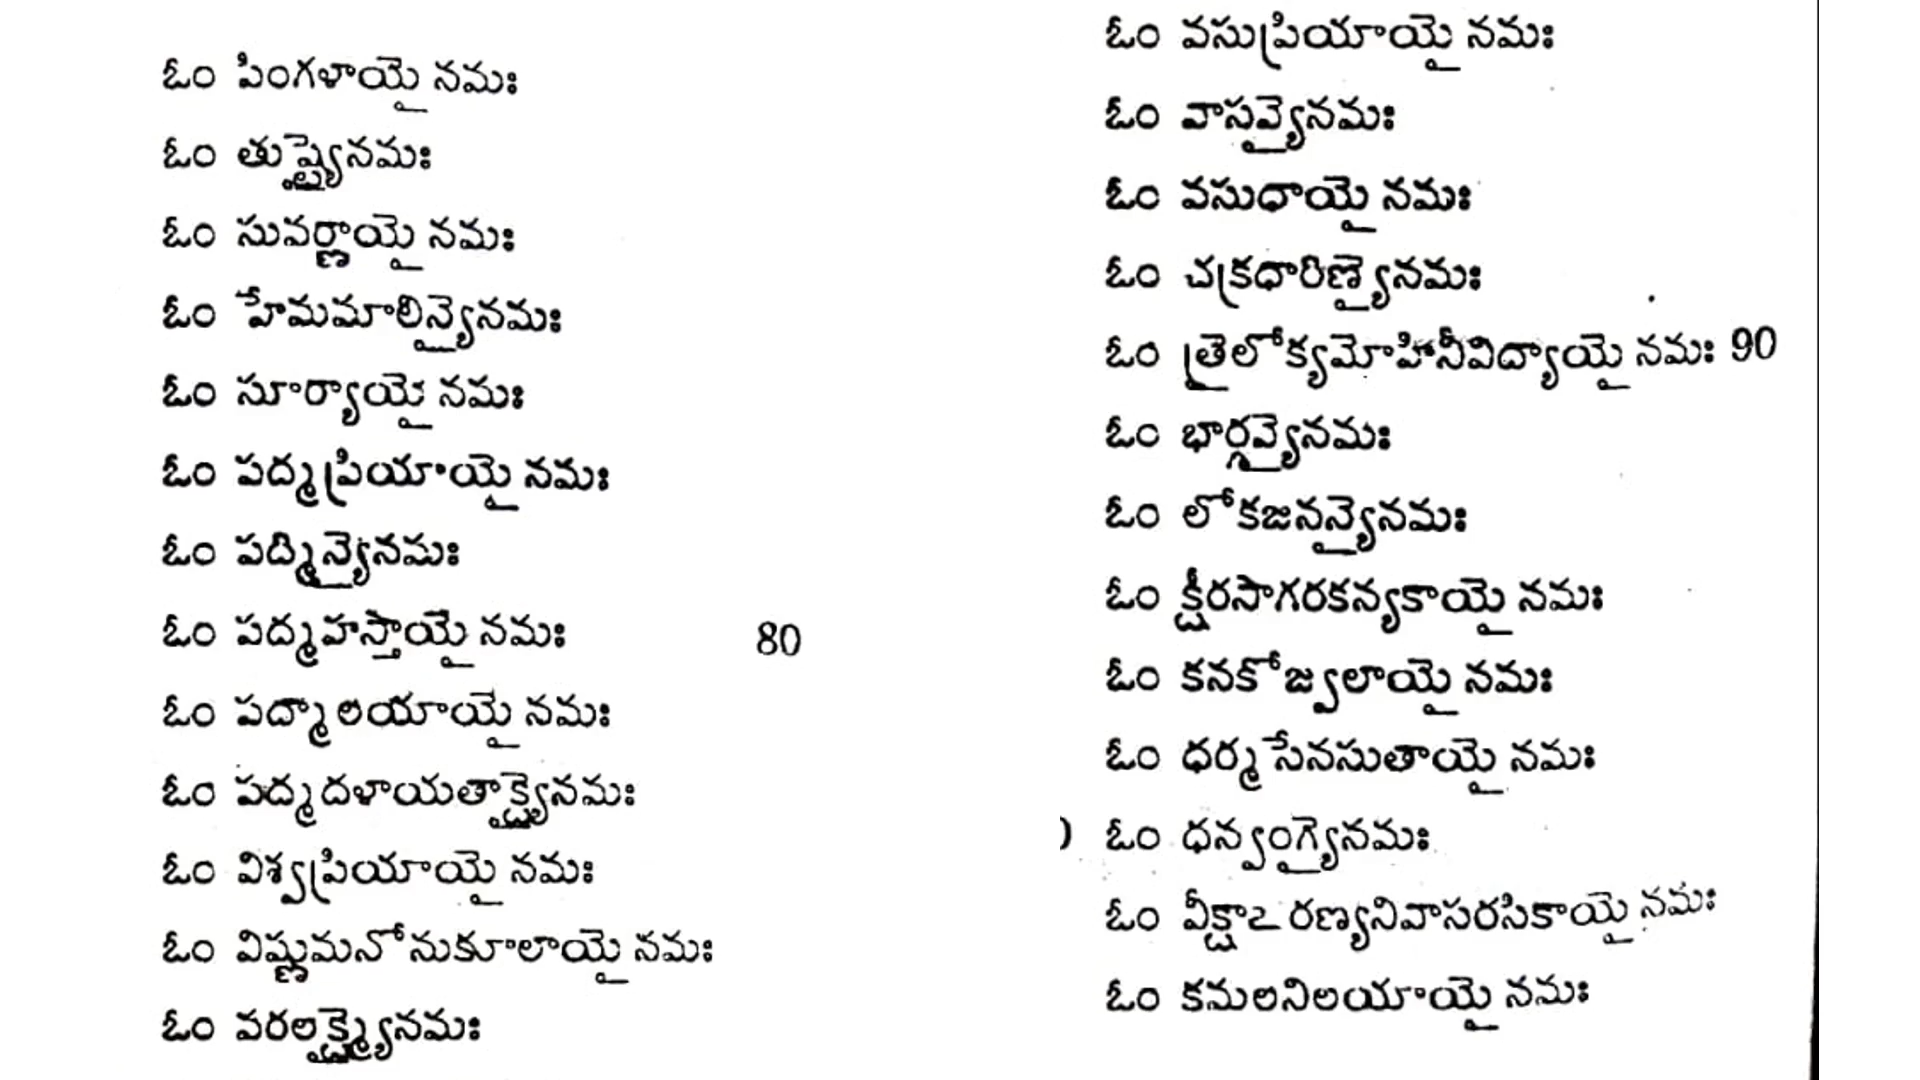 ఓం పింగళాయై నమః
ఓం తుష్ట్యైనమః
ఓం సువర్ణాయై నమః
ఓం హేమమాలిన్యైనమః
ఓం సూర్యాయై నమః
ఓం పద్మప్రియాయై నమః
ఓం పద్మిన్యైనమః
ఓం పద్మహస్తాయై నమః 80
ఓం పద్మాలయాయై నమః
ఓం పద్మదళాయతాక్ష్యైనమః
ఓం విశ్వప్రియాయై నమః
ఓం విష్ణుమనోనుకూలాయై నమః
ఓం వరలక్ష్మ్యైనమః
ఓం వసుప్రియాయై నమః
ఓం వాసవ్యైనమః
ఓం వసుధాయై నమః
ఓం చక్రధారిణ్యైనమః
ఓం త్రైలోక్యమోహినీవిద్యాయై నమః 90
ఓం భార్గవ్యైనమః
ఓం లోకజనన్యైనమః
ఓం క్షీరసాగరకన్యకాయై నమః
ఓం కనకోజ్వలాయై నమః
ఓం ధర్మసేనసుతాయై నమః
ఓం ధన్వంగ్యైనమః
ఓం వీక్షాఽరణ్యనివాసరసికాయై నమః
ఓం కమలనిలయాయై నమః